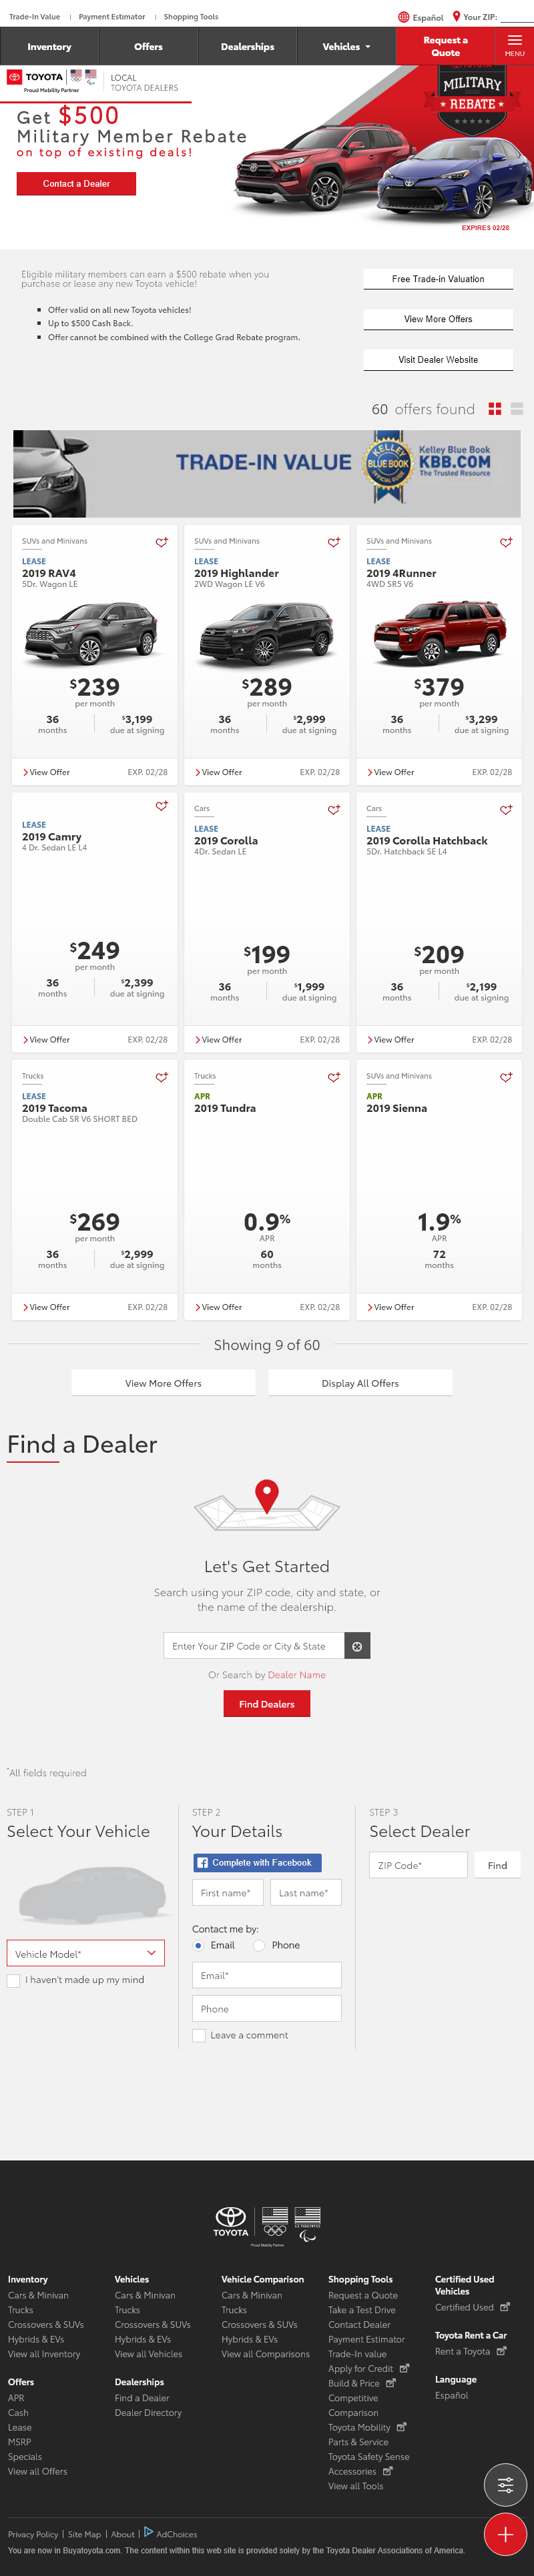 Trade-In Value | Payment Estimator | Shopping Tools
Español Your ZIP:
Inventory Offers Dealerships Vehicles Request a Quote MENU
TOYOTA
Proud Mobility Partner
LOCAL
TOYOTA DEALERS
MILITARY
REBATE
Get $500
Military Member Rebate
on top of existing deals!
Contact a Dealer
EXPIRES 02/28
Eligible military members can earn a $500 rebate when you
purchase or lease any new Toyota vehicle!
Offer valid on all new Toyota vehicles!
Up to $500 Cash Back.
Offer cannot be combined with the College Grad Rebate program.
Free Trade-in Valuation
View More Offers
Visit Dealer Website
60 offers found
TRADE-IN VALUE
KELLEY
BLUE BOOK
Kelley Blue Book
KBB.COM
The Trusted Resource
SUVs and Minivans
LEASE
2019 RAV4
5Dr. Wagon LE
$239
per month
36 months
$3,199 due at signing
View Offer EXP. 02/28
SUVs and Minivans
LEASE
2019 Highlander
2WD Wagon LE V6
$289
per month
36 months
$2,999 due at signing
View Offer EXP. 02/28
SUVs and Minivans
LEASE
2019 4Runner
4WD SR5 V6
$379
per month
36 months
$3,299 due at signing
View Offer EXP. 02/28
LEASE
2019 Camry
4 Dr. Sedan LE L4
$249
per month
36 months
$2,399 due at signing
View Offer EXP. 02/28
Cars
LEASE
2019 Corolla
4Dr. Sedan LE
$199
per month
36 months
$1,999 due at signing
View Offer EXP. 02/28
Cars
LEASE
2019 Corolla Hatchback
5Dr. Hatchback SE L4
$209
per month
36 months
$2,199 due at signing
View Offer EXP. 02/28
Trucks
LEASE
2019 Tacoma
Double Cab SR V6 SHORT BED
$269
per month
36 months
$2,999 due at signing
View Offer EXP. 02/28
Trucks
APR
2019 Tundra
0.9%
APR
60
months
View Offer EXP. 02/28
SUVs and Minivans
APR
2019 Sienna
1.9%
APR
72
months
View Offer EXP. 02/28
Showing 9 of 60
View More Offers
Display All Offers
Find a Dealer
Let's Get Started
Search using your ZIP code, city and state, or
the name of the dealership.
Enter Your ZIP Code or City & State
Or Search by Dealer Name
Find Dealers
*All fields required
STEP 1
Select Your Vehicle
Vehicle Model*
I haven't made up my mind
STEP 2
Your Details
Complete with Facebook
First name* Last name*
Contact me by:
Email Phone
Email*
Phone
Leave a comment
STEP 3
Select Dealer
ZIP Code* Find
TOYOTA
Proud Mobility Partner
Inventory
Cars & Minivan
Trucks
Crossovers & SUVs
Hybrids & EVs
View all Inventory
Offers
APR
Cash
Lease
MSRP
Specials
View all Offers
Vehicles
Cars & Minivan
Trucks
Crossovers & SUVs
Hybrids & EVs
View all Vehicles
Dealerships
Find a Dealer
Dealer Directory
Vehicle Comparison
Cars & Minivan
Trucks
Crossovers & SUVs
Hybrids & EVs
View all Comparisons
Shopping Tools
Request a Quote
Take a Test Drive
Contact Dealer
Payment Estimator
Trade-In value
Apply for Credit
Build & Price
Competitive
Comparison
Toyota Mobility
Parts & Service
Toyota Safety Sense
Accessories
View all Tools
Certified Used
Vehicles
Certified Used
Toyota Rent a Car
Rent a Toyota
Language
Español
Privacy Policy | Site Map | About | AdChoices
You are now in Buyatoyota.com. The content within this web site is provided solely by the Toyota Dealer Associations of America.